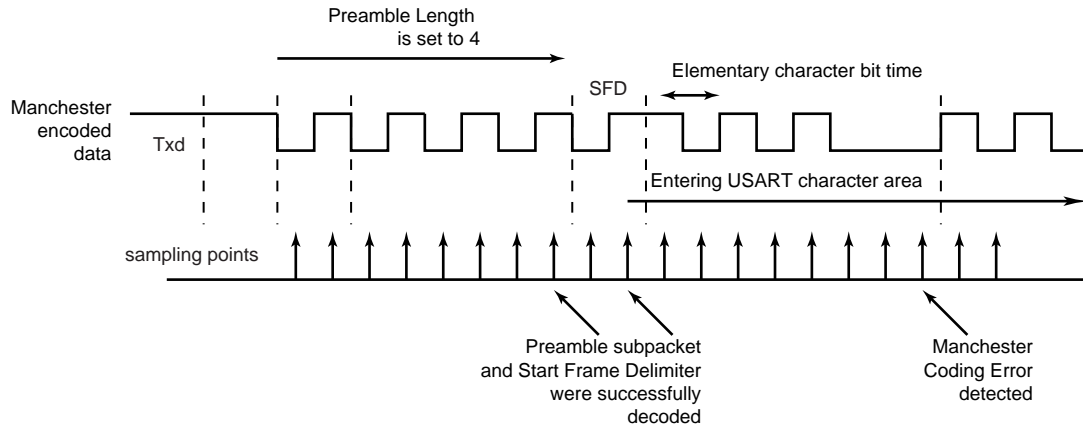 Preamble Length
is set to 4
SFD
Elementary character bit time
Manchester
encoded
data
Txd
Entering USART character area
sampling points
Preamble subpacket
and Start Frame Delimiter
were successfully
decoded
Manchester
Coding Error
detected